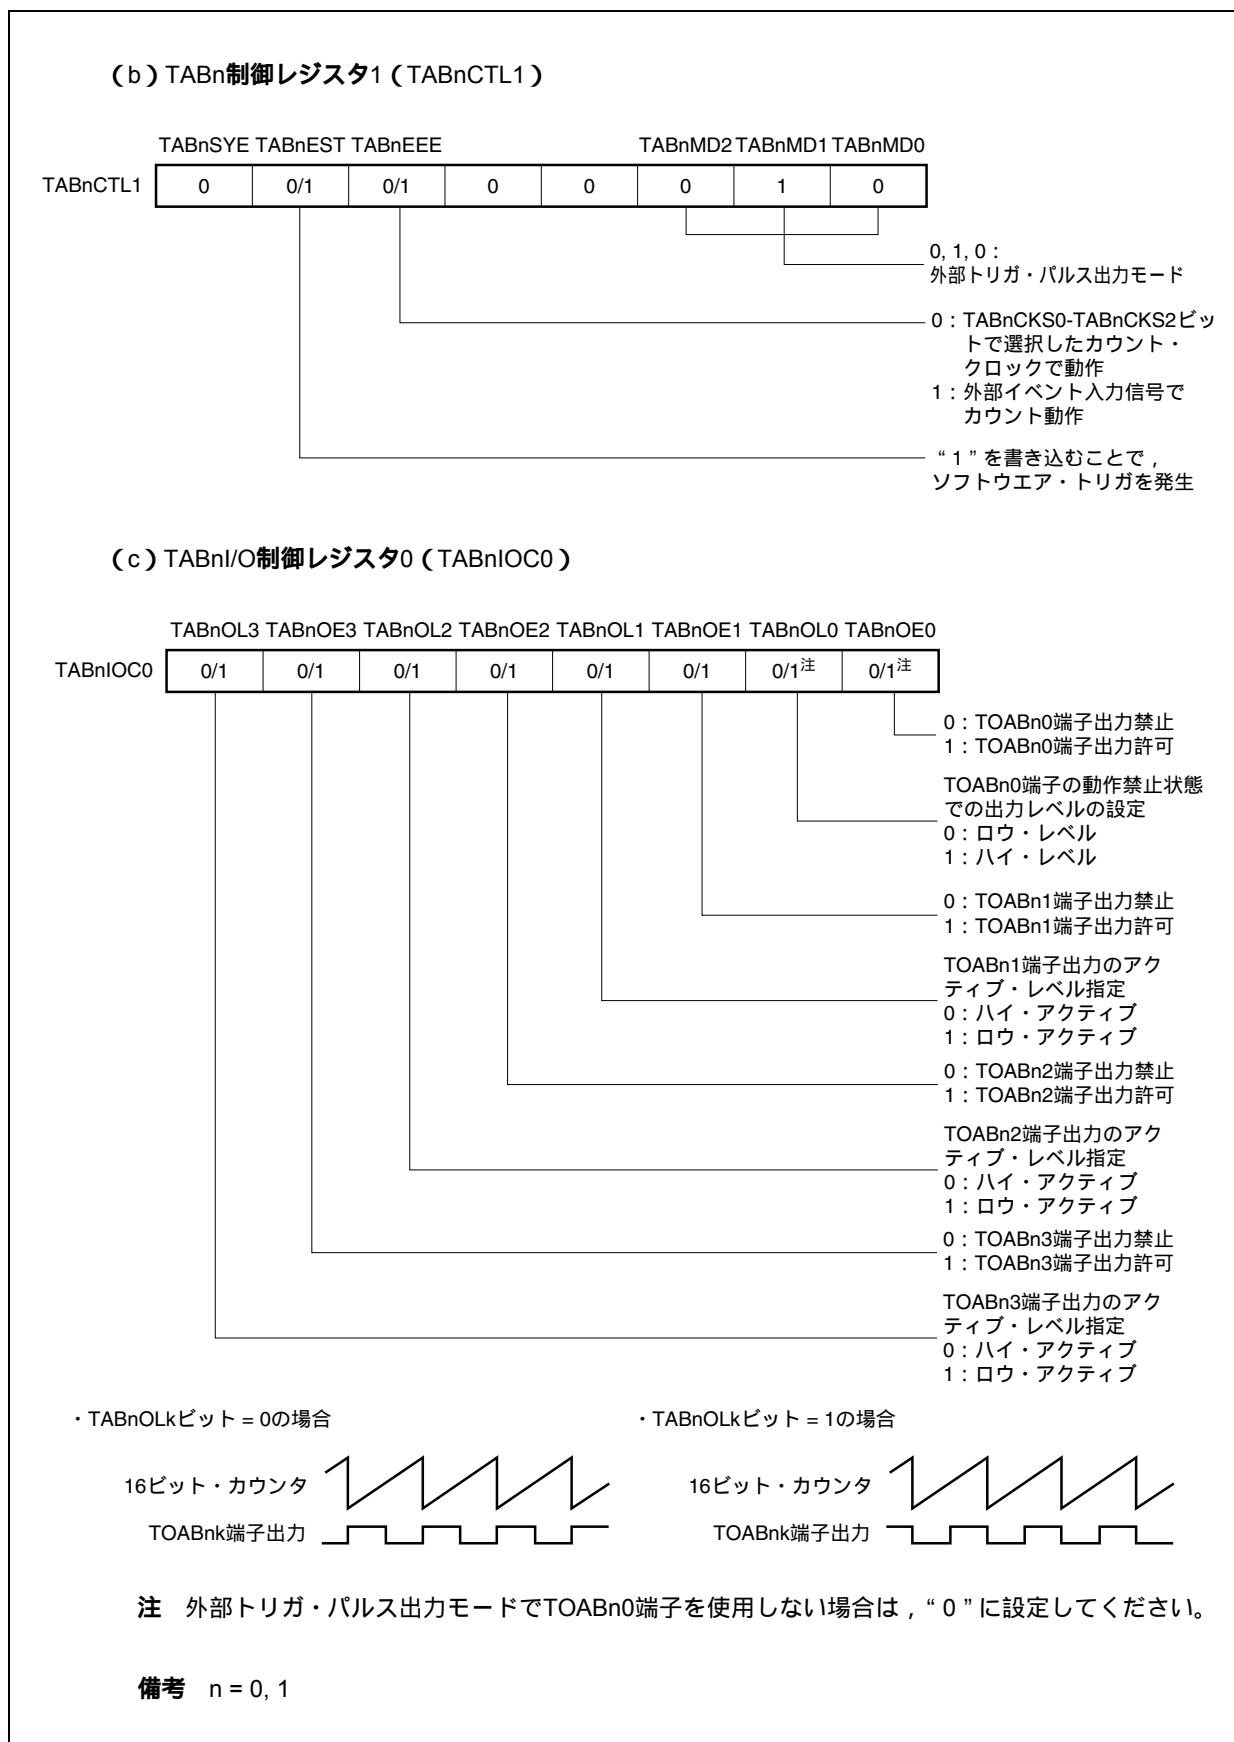 （b）TABn制御レジスタ1（TABnCTL1）
TABnSYE TABnEST TABnEEE TABnMD2 TABnMD1 TABnMD0
TABnCTL1 0 0/1 0/1 0 0 0 1 0
0, 1, 0：
外部トリガ・パルス出力モード
0：TABnCKS0-TABnCKS2ビッ
トで選択したカウント・
クロックで動作
1：外部イベント入力信号で
カウント動作
“1”を書き込むことで，
ソフトウエア・トリガを発生
（c）TABnI/O制御レジスタ0（TABnIOC0）
TABnOL3 TABnOE3 TABnOL2 TABnOE2 TABnOL1 TABnOE1 TABnOL0 TABnOE0
TABnIOC0 0/1 0/1 0/1 0/1 0/1 0/1 0/1注 0/1注
0：TOABn0端子出力禁止
1：TOABn0端子出力許可
TOABn0端子の動作禁止状態
での出力レベルの設定
0：ロウ・レベル
1：ハイ・レベル
0：TOABn1端子出力禁止
1：TOABn1端子出力許可
TOABn1端子出力のアク
ティブ・レベル指定
0：ハイ・アクティブ
1：ロウ・アクティブ
0：TOABn2端子出力禁止
1：TOABn2端子出力許可
TOABn2端子出力のアク
ティブ・レベル指定
0：ハイ・アクティブ
1：ロウ・アクティブ
0：TOABn3端子出力禁止
1：TOABn3端子出力許可
TOABn3端子出力のアク
ティブ・レベル指定
0：ハイ・アクティブ
1：ロウ・アクティブ
・TABnOLkビット = 0の場合
16ビット・カウンタ
TOABnk端子出力
・TABnOLkビット = 1の場合
16ビット・カウンタ
TOABnk端子出力
注 外部トリガ・パルス出力モードでTOABn0端子を使用しない場合は，“0”に設定してください。
備考 n = 0, 1